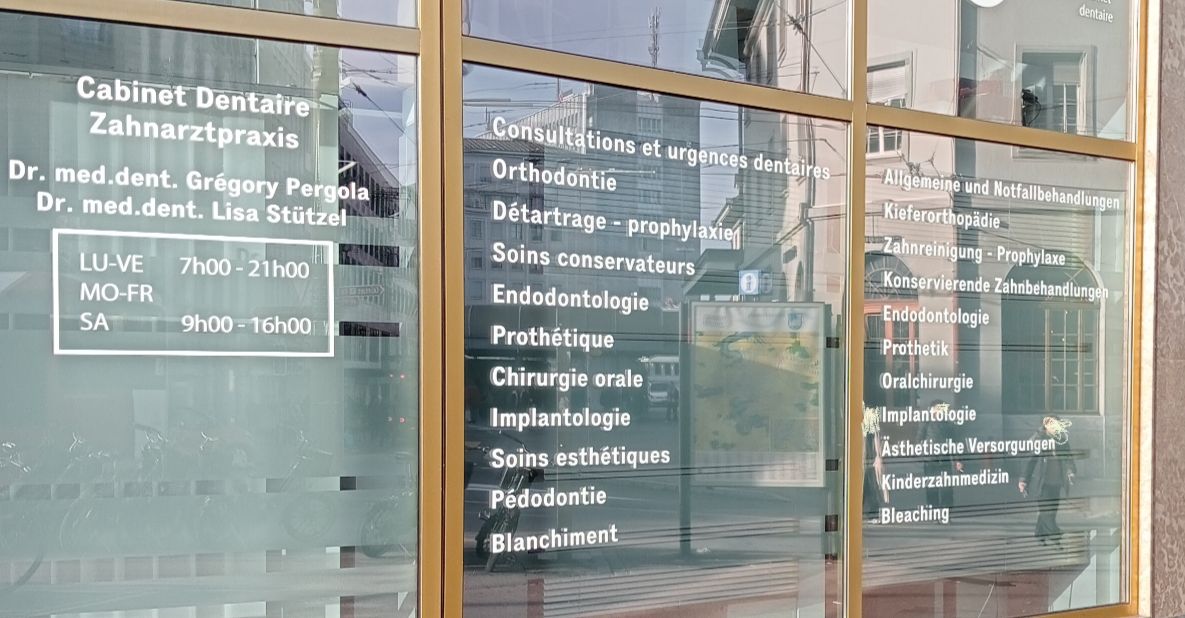 dentaire
Cabinet Dentaire
Zahnarztpraxis
Dr. med.dent. Grégory Pergola
Dr. med.dent. Lisa Stützel
LU-VE 7h00 - 21h00
MO-FR
SA 9h00 - 16h00
Consultations et urgences dentaires
Orthodontie
Détartrage - prophylaxie
Soins conservateurs
Endodontologie
Prothétique
Chirurgie orale
Implantologie
Soins esthétiques
Pédodontie
Blanchiment
Allgemeine und Notfallbehandlungen
Kieferorthopädie
Zahnreinigung - Prophylaxe
Konservierende Zahnbehandlungen
Endodontologie
Prothetik
Oralchirurgie
Implantologie
Ästhetische Versorgungen
Kinderzahnmedizin
Bleaching